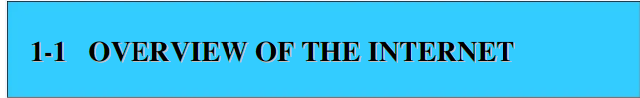 1-1 OVERVIEW OF THE INTERNET